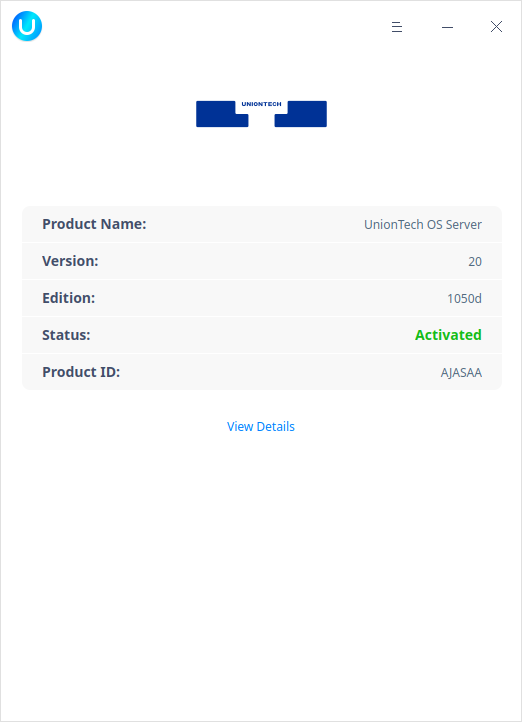 UNIONTECH
Product Name: UnionTech OS Server
Version: 20
Edition: 1050d
Status: Activated
Product ID: AJASAA
View Details